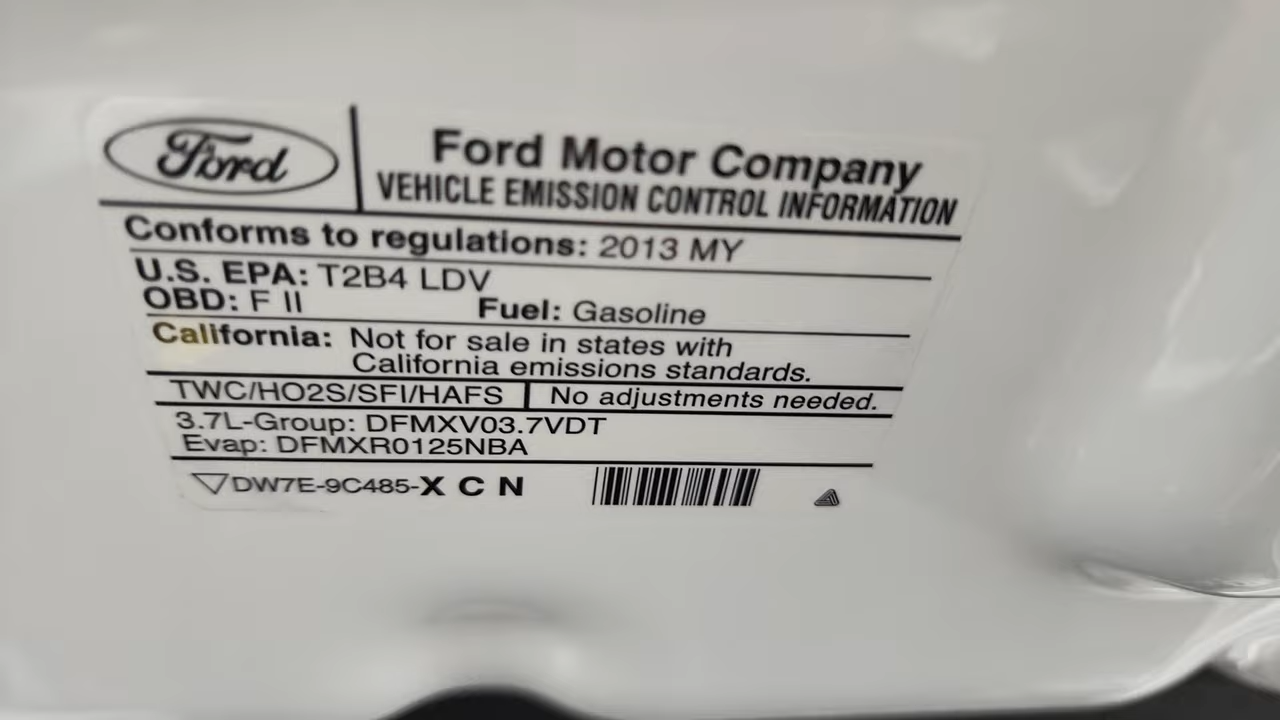 Ford
Ford Motor Company
VEHICLE EMISSION CONTROL INFORMATION
Conforms to regulations: 2013 MY
U.S. EPA: T2B4 LDV
OBD: F II Fuel: Gasoline
California: Not for sale in states with
California emissions standards.
TWC/HO2S/SFI/HAFS No adjustments needed.
3.7L-Group: DFMXV03.7VDT
Evap: DFMXR0125NBA
DW7E-9C485-X C N